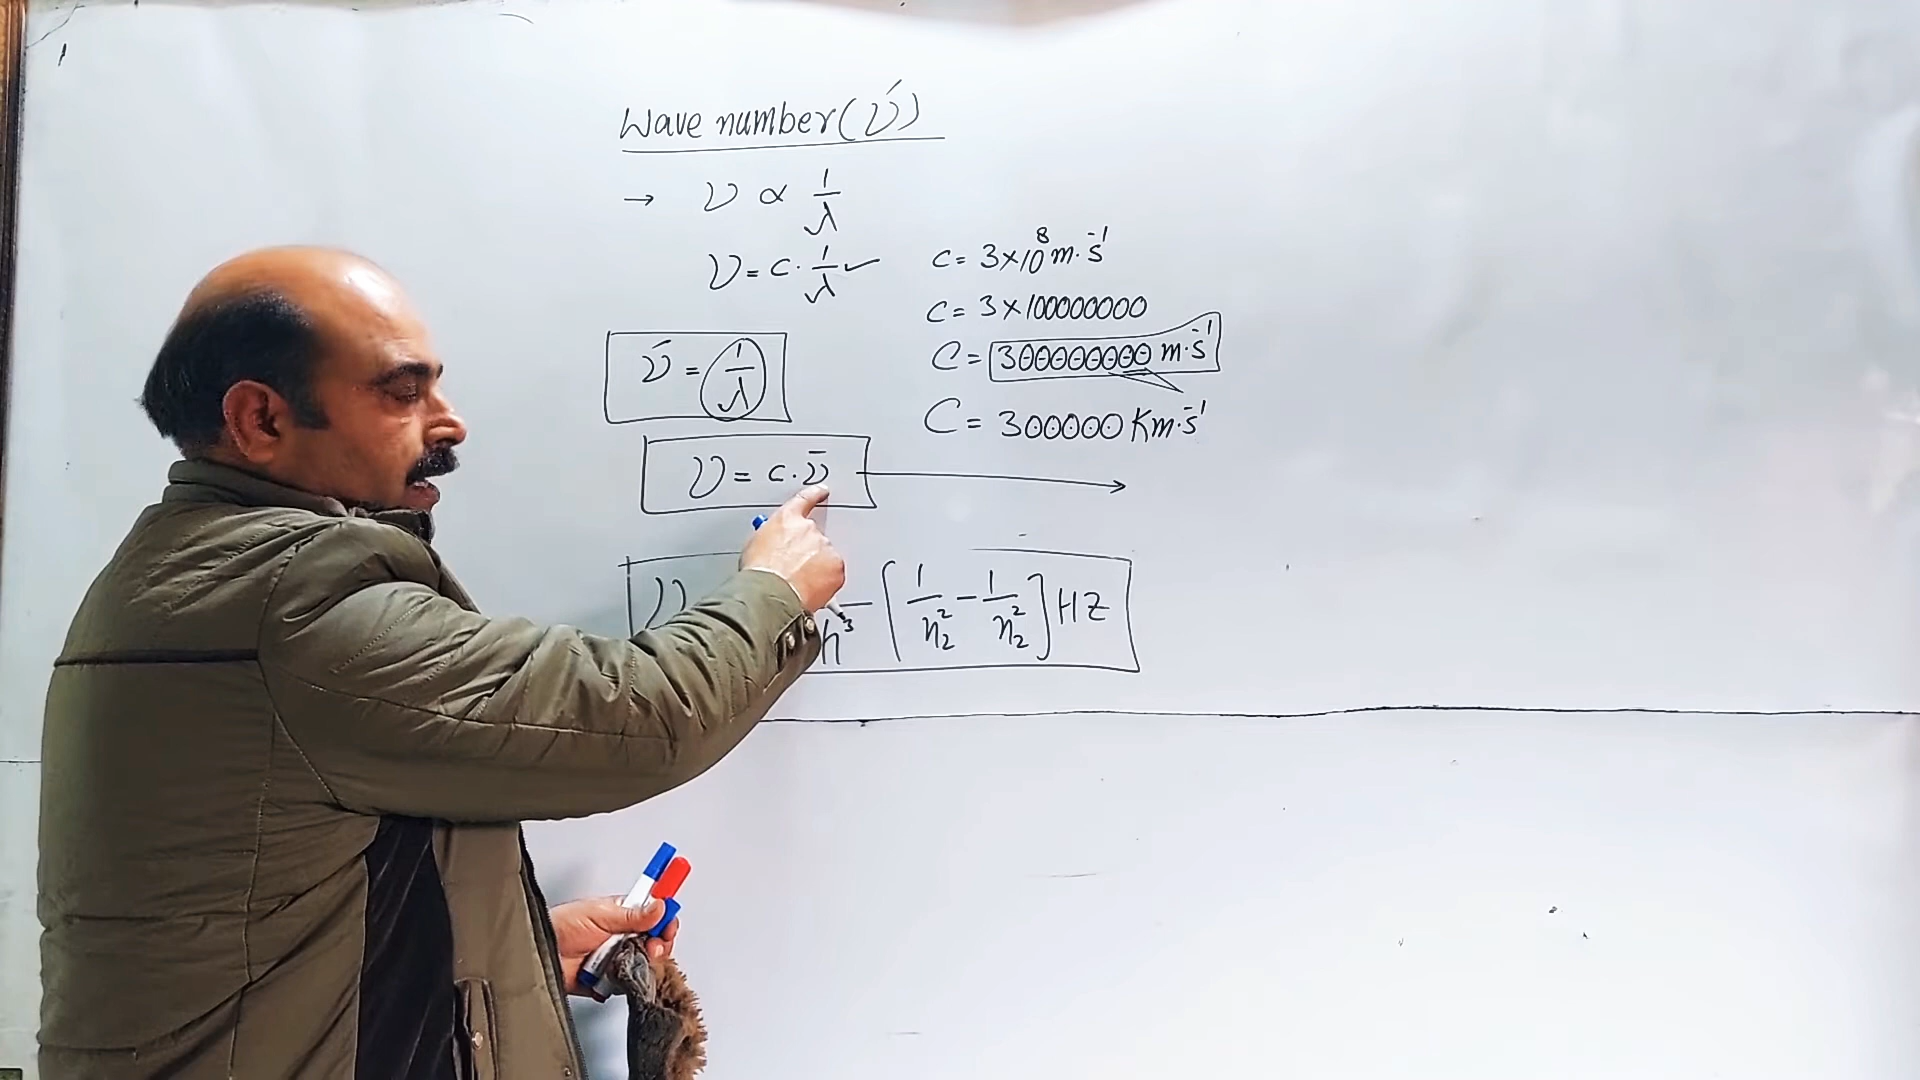 Wave number (ν̄)
→ ν ∝ 1/λ
ν = c · 1/λ ✓
c = 3×10⁸ m·s⁻¹
c = 3×100000000
ν̄ = 1/λ
C = 300000000 m·s⁻¹
C = 300000 Km·s⁻¹
ν = c·ν̄ →
ν h³ [1/n₂² − 1/n₂²] HZ